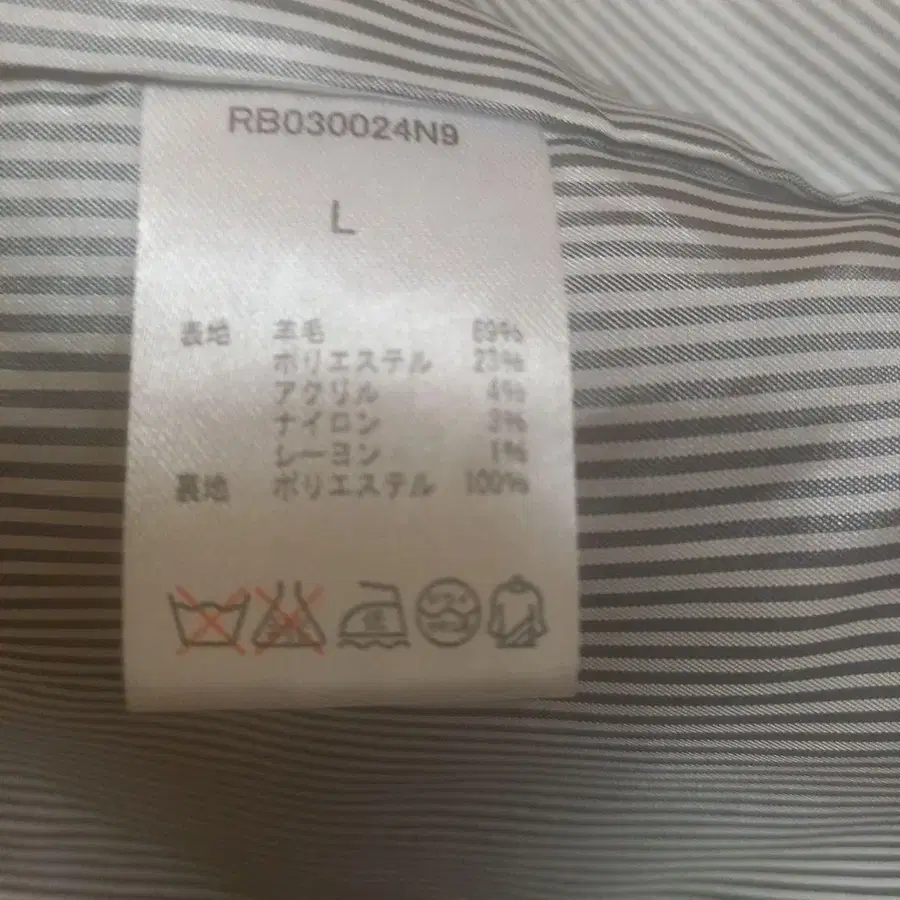 RB030024N9
L
表地 羊毛 69%
ポリエステル 23%
アクリル 4%
ナイロン 3%
レーヨン 1%
裏地 ポリエステル 100%